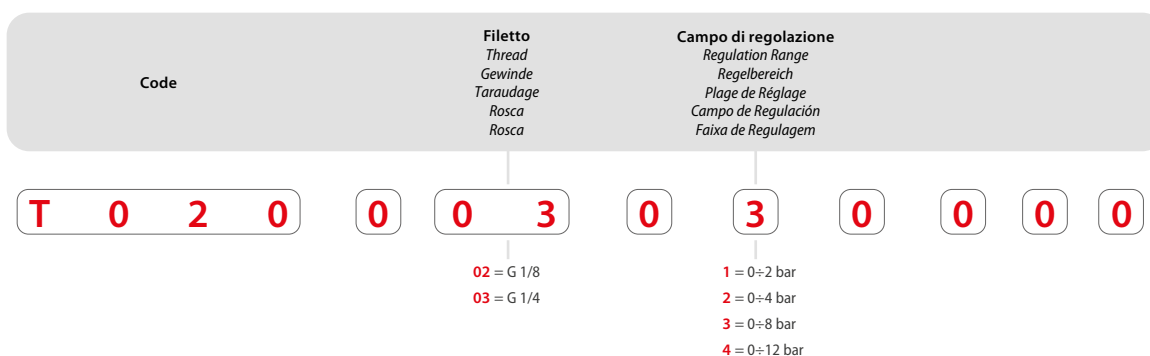 Code
Filetto
Thread
Gewinde
Taraudage
Rosca
Rosca
Campo di regolazione
Regulation Range
Regelbereich
Plage de Réglage
Campo de Regulación
Faixa de Regulagem
T 0 2 0 0 0 3 0 3 0 0 0 0
02 = G 1/8
03 = G 1/4
1 = 0÷2 bar
2 = 0÷4 bar
3 = 0÷8 bar
4 = 0÷12 bar